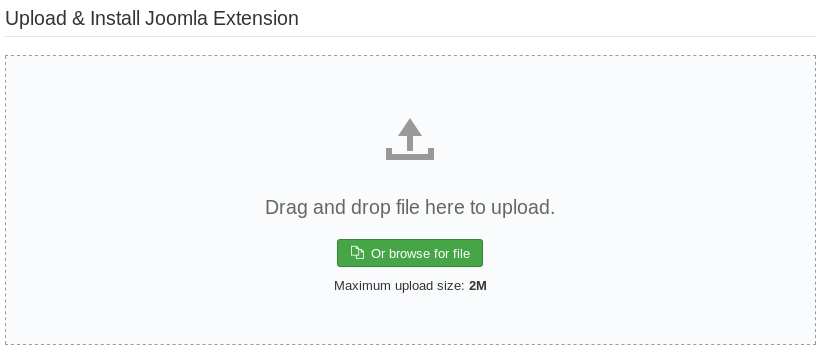 Upload & Install Joomla Extension
Drag and drop file here to upload.
Or browse for file
Maximum upload size: 2M